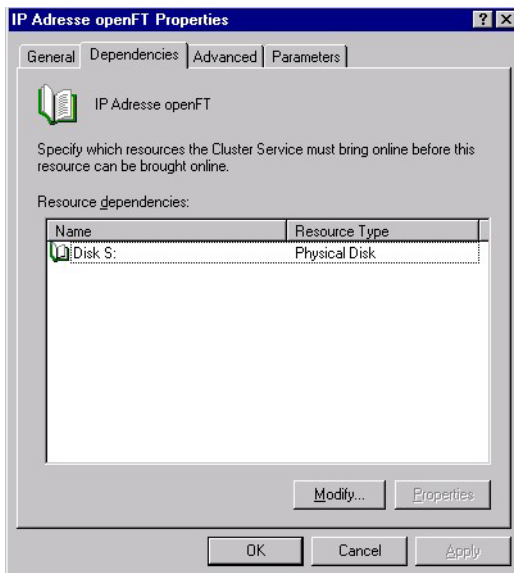 IP Adresse openFT Properties
General Dependencies Advanced Parameters
IP Adresse openFT
Specify which resources the Cluster Service must bring online before this
resource can be brought online.
Resource dependencies:
Name Resource Type
Disk S: Physical Disk
Modify... Properties
OK Cancel Apply